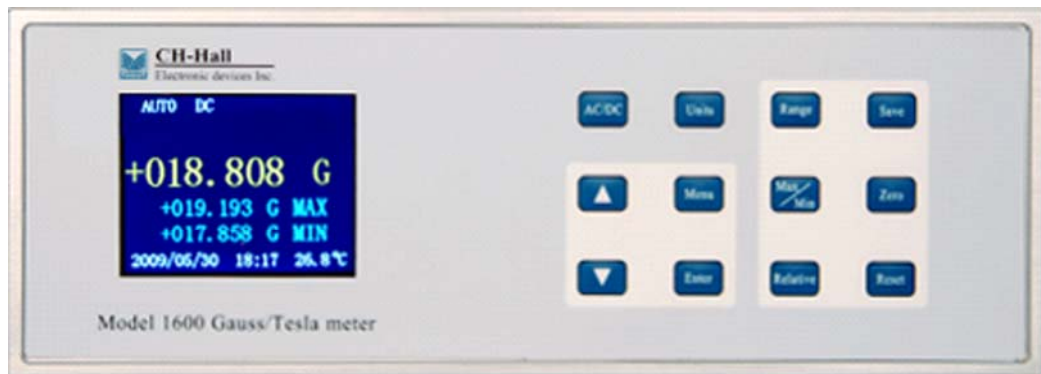 CH-Hall
Electronic devices Inc.
AUTO DC
+018.808 G
+019.193 G MAX
+017.858 G MIN
2009/05/30 18:17 26.8℃
Model 1600 Gauss/Tesla meter
AC/DC Units Range Save
Menu Max/Min Zero
Enter Relative Reset